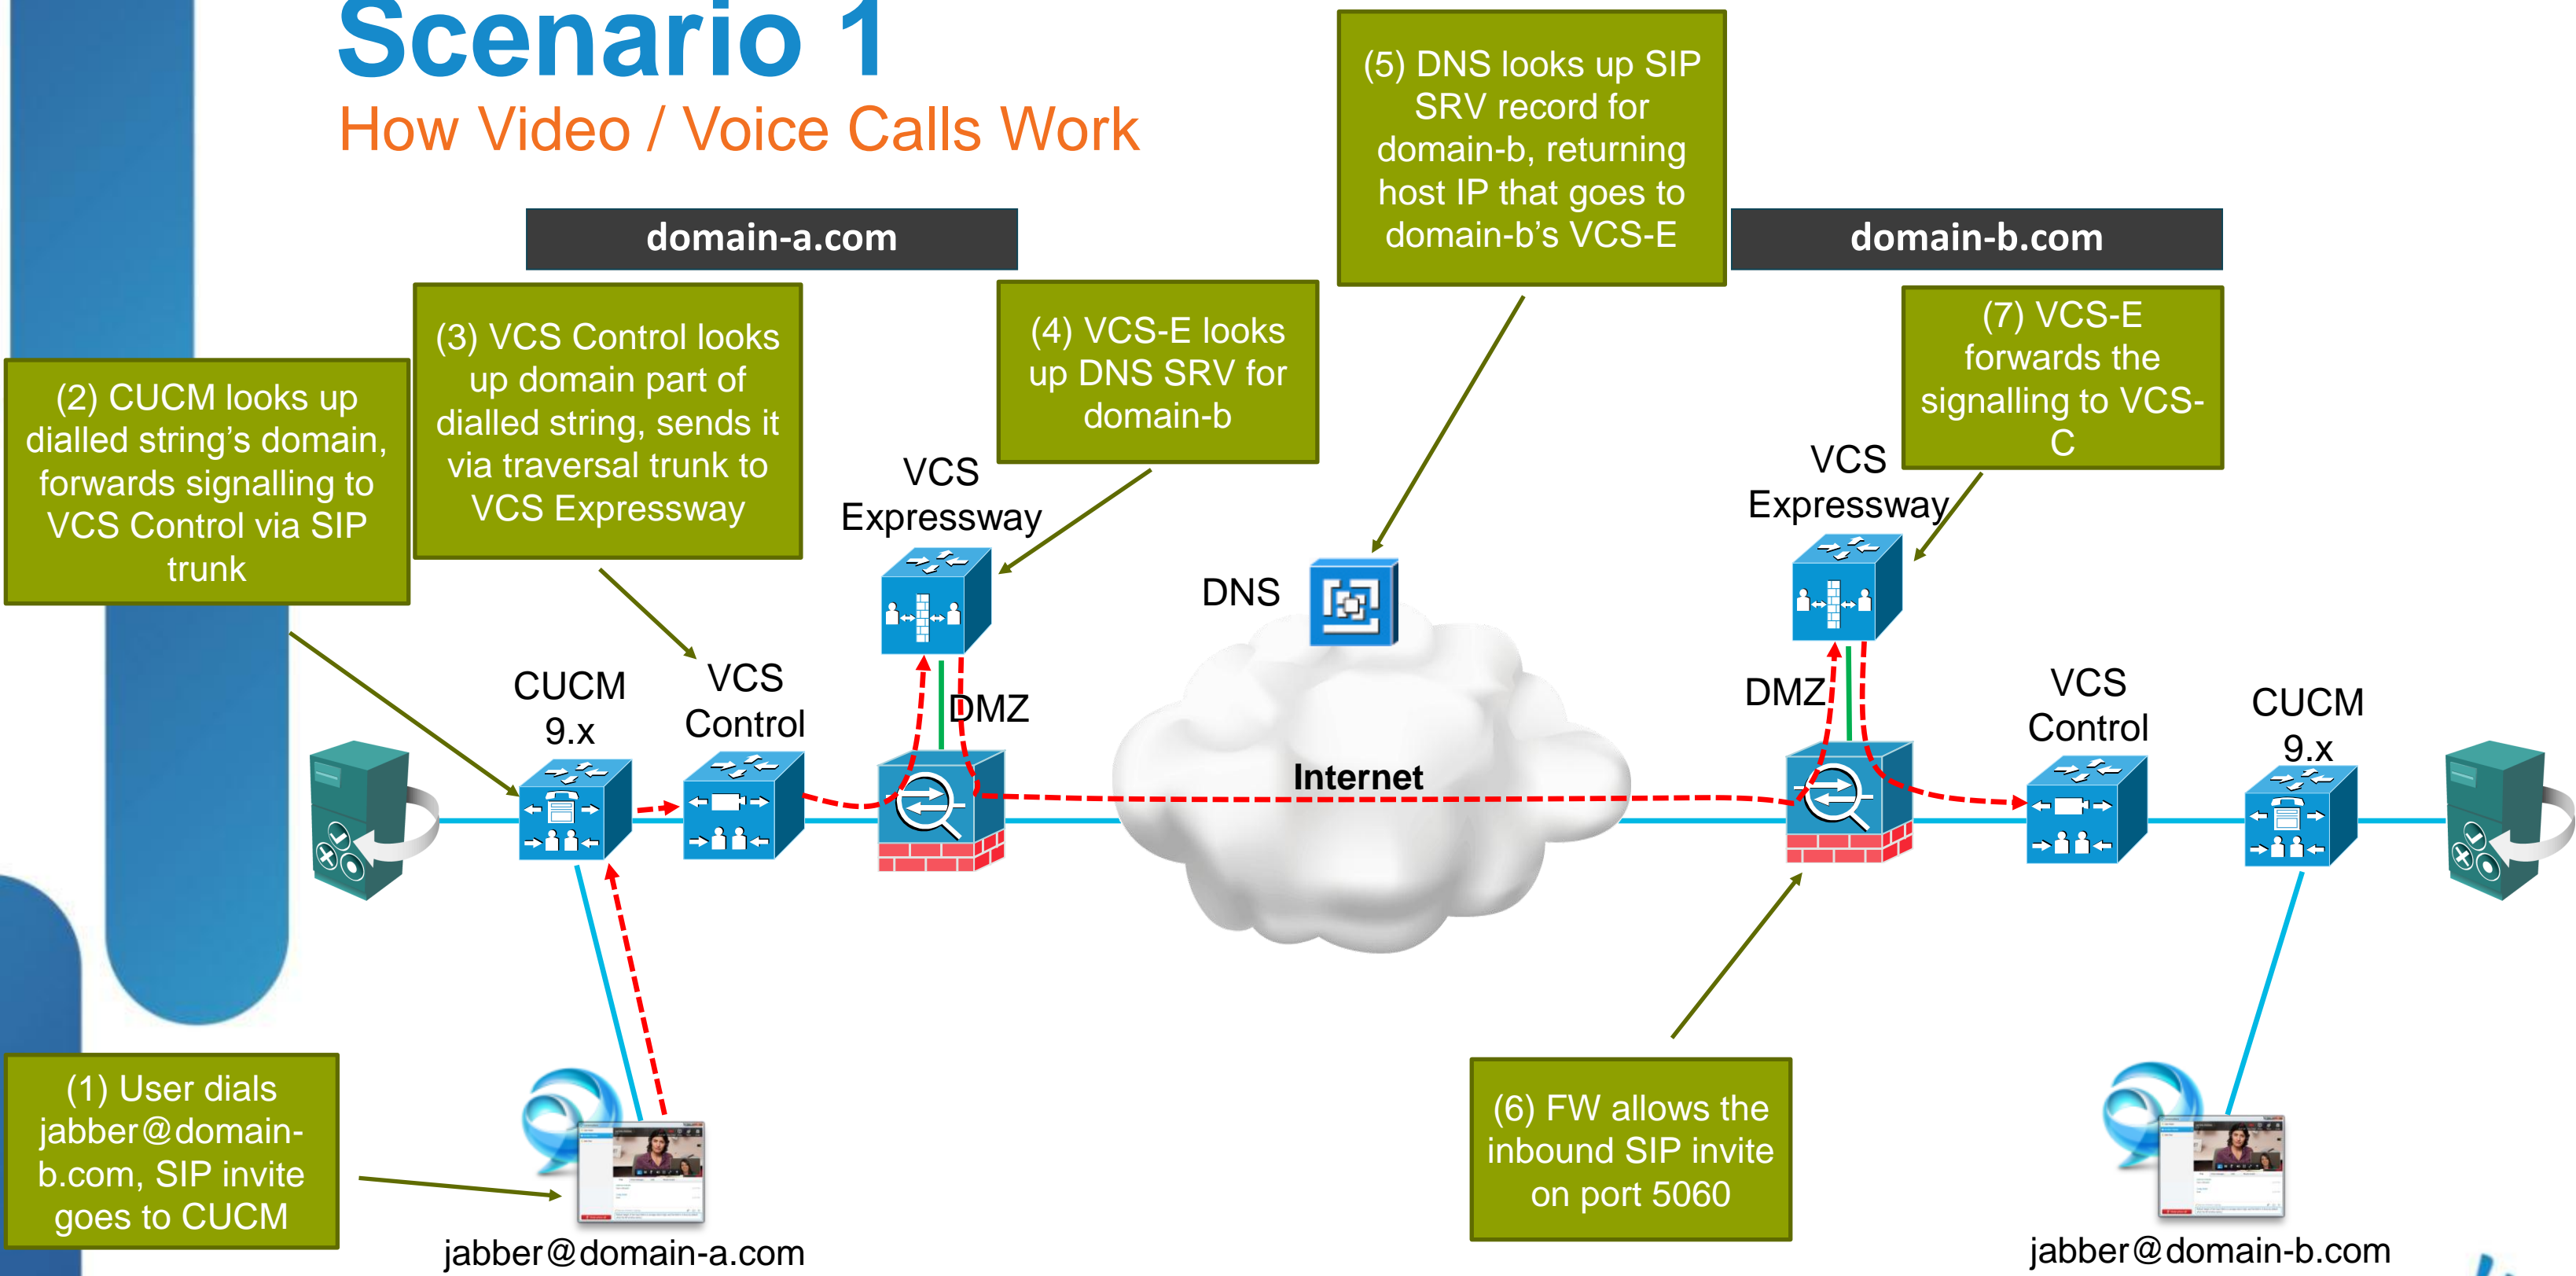 Scenario 1
How Video / Voice Calls Work
domain-a.com
domain-b.com
(1) User dials
jabber@domain-
b.com, SIP invite
goes to CUCM
(2) CUCM looks up
dialled string’s domain,
forwards signalling to
VCS Control via SIP
trunk
(3) VCS Control looks
up domain part of
dialled string, sends it
via traversal trunk to
VCS Expressway
(4) VCS-E looks
up DNS SRV for
domain-b
(5) DNS looks up SIP
SRV record for
domain-b, returning
host IP that goes to
domain-b’s VCS-E
(6) FW allows the
inbound SIP invite
on port 5060
(7) VCS-E
forwards the
signalling to VCS-
C
CUCM
9.x
VCS
Control
VCS
Expressway
DMZ
DNS
Internet
VCS
Expressway
DMZ
VCS
Control
CUCM
9.x
jabber@domain-a.com
jabber@domain-b.com